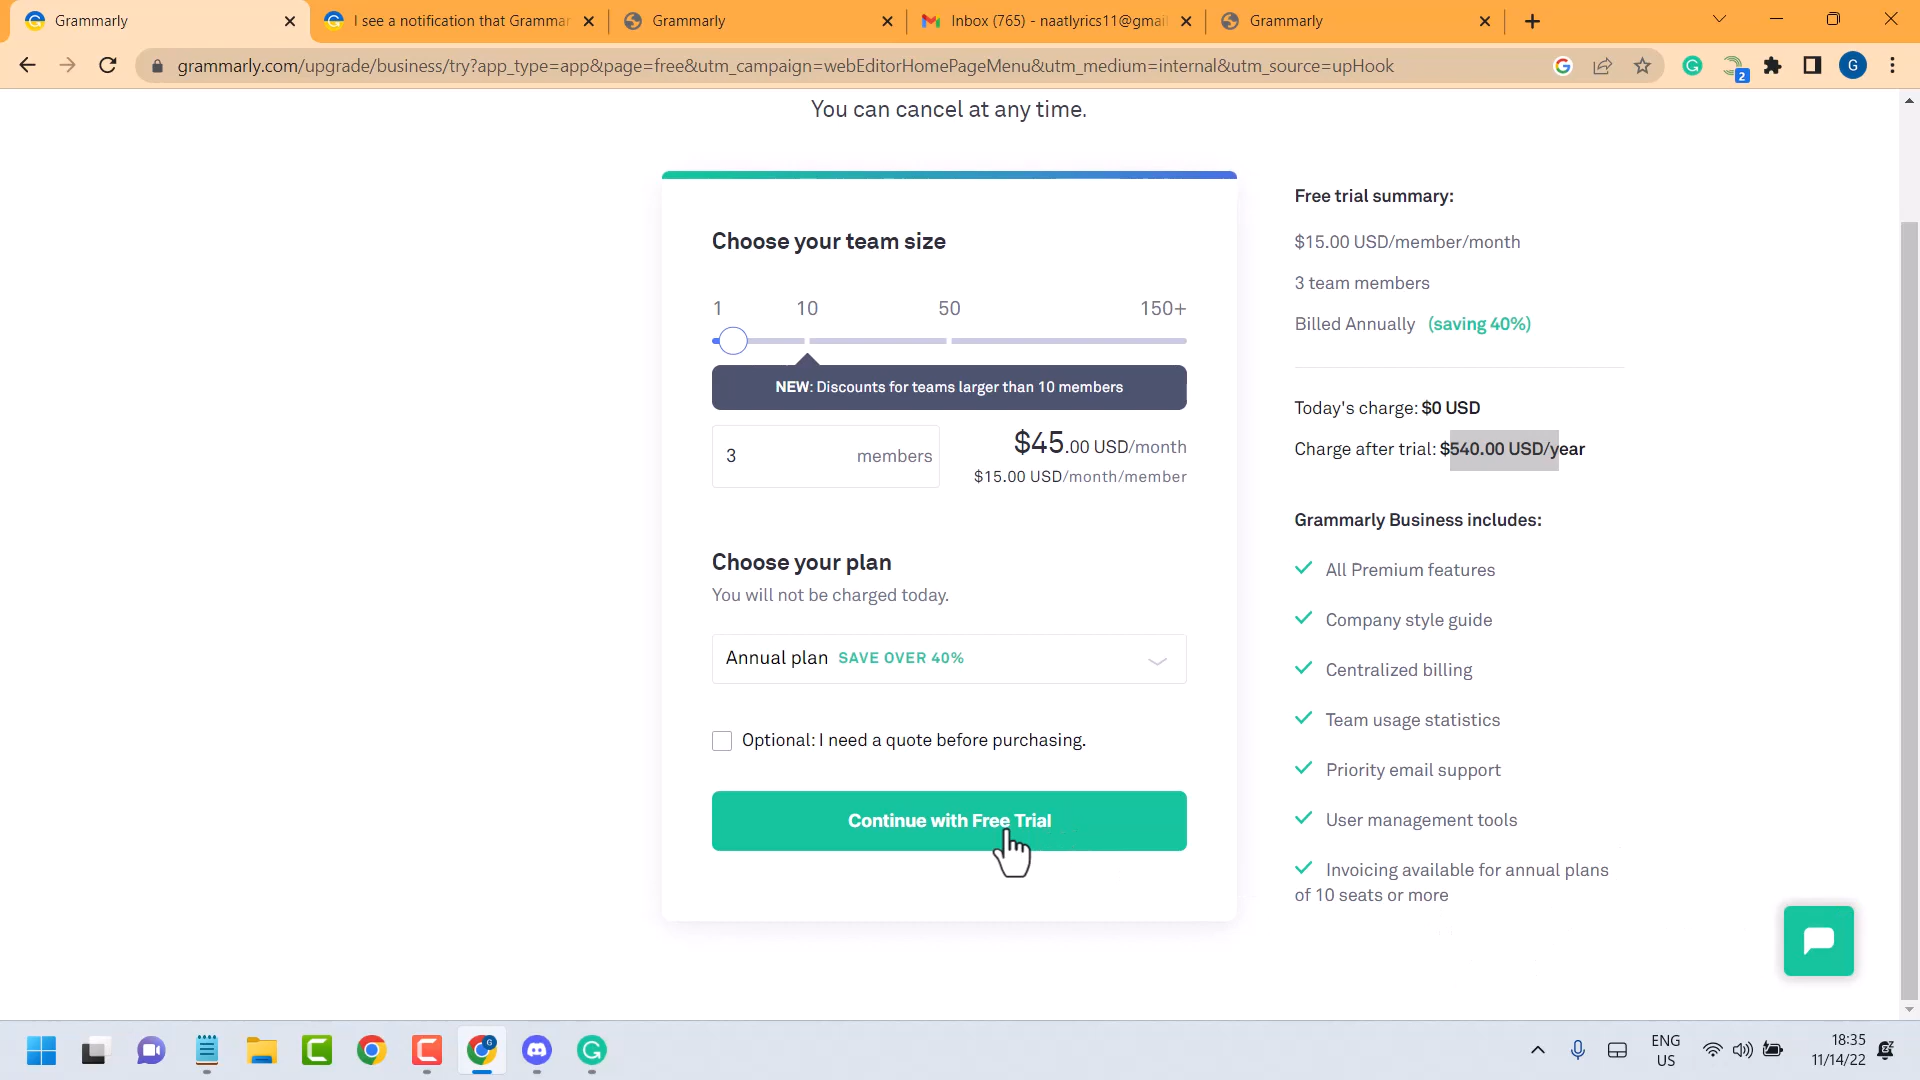 Grammarly
I see a notification that Grammar
Grammarly
Inbox (765) - naatlyrics11@gmai
Grammarly
grammarly.com/upgrade/business/try?app_type=app&page=free&utm_campaign=webEditorHomePageMenu&utm_medium=internal&utm_source=upHook
2
G
You can cancel at any time.
Choose your team size
1 10 50 150+
NEW: Discounts for teams larger than 10 members
3 members
$45.00 USD/month
$15.00 USD/month/member
Choose your plan
You will not be charged today.
Annual plan SAVE OVER 40%
Optional: I need a quote before purchasing.
Continue with Free Trial
Free trial summary:
$15.00 USD/member/month
3 team members
Billed Annually (saving 40%)
Today's charge: $0 USD
Charge after trial: $540.00 USD/year
Grammarly Business includes:
All Premium features
Company style guide
Centralized billing
Team usage statistics
Priority email support
User management tools
Invoicing available for annual plans
of 10 seats or more
ENG
US
18:35
11/14/22